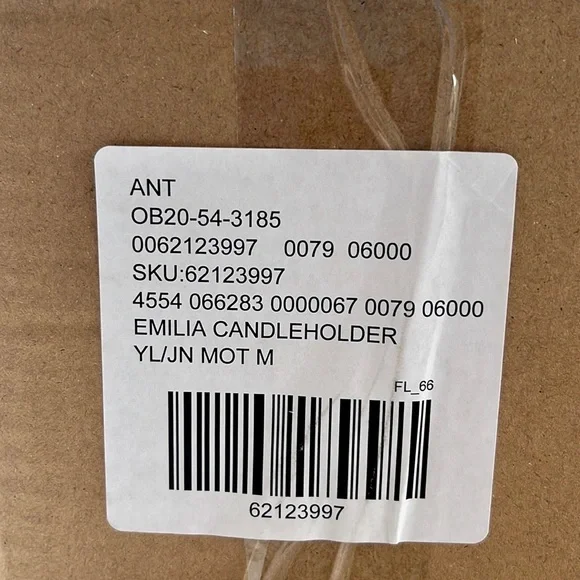 ANT
OB20-54-3185
0062123997 0079 06000
SKU:62123997
4554 066283 0000067 0079 06000
EMILIA CANDLEHOLDER
YL/JN MOT M
FL_66
62123997